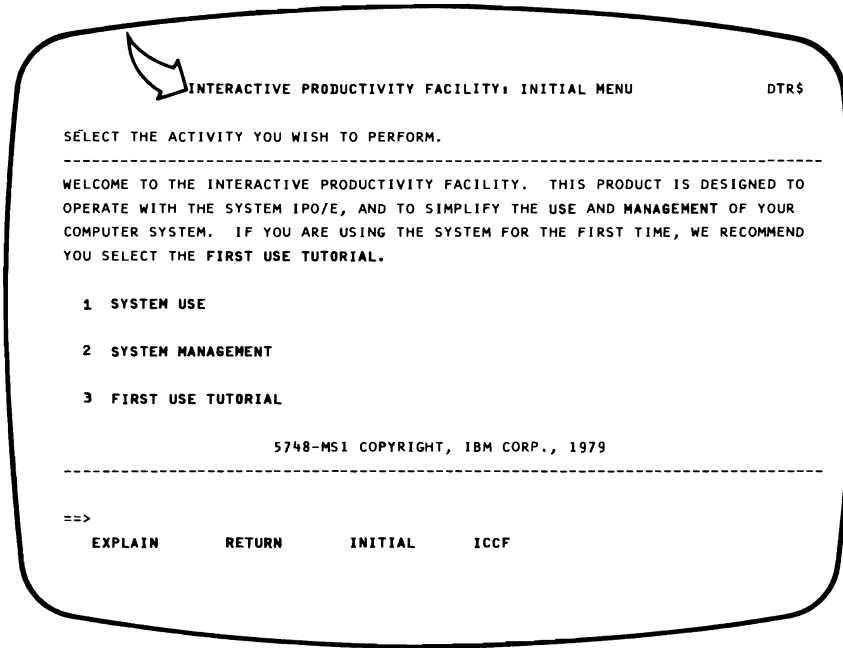 INTERACTIVE PRODUCTIVITY FACILITY: INITIAL MENU DTR$
SELECT THE ACTIVITY YOU WISH TO PERFORM.
--------------------------------------------------------------------------------
WELCOME TO THE INTERACTIVE PRODUCTIVITY FACILITY. THIS PRODUCT IS DESIGNED TO
OPERATE WITH THE SYSTEM IPO/E, AND TO SIMPLIFY THE USE AND MANAGEMENT OF YOUR
COMPUTER SYSTEM. IF YOU ARE USING THE SYSTEM FOR THE FIRST TIME, WE RECOMMEND
YOU SELECT THE FIRST USE TUTORIAL.
1 SYSTEM USE
2 SYSTEM MANAGEMENT
3 FIRST USE TUTORIAL
5748-MS1 COPYRIGHT, IBM CORP., 1979
--------------------------------------------------------------------------------
==>
EXPLAIN RETURN INITIAL ICCF